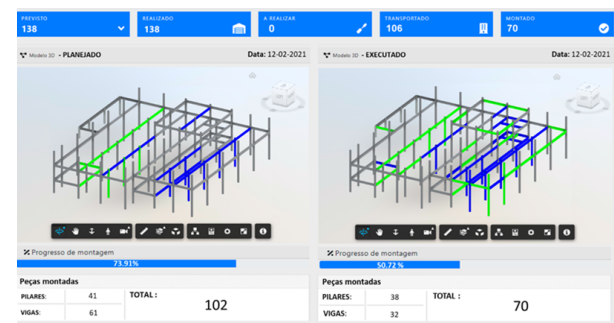 PREVISTO
138
REALIZADO
138
A REALIZAR
0
TRANSPORTADO
106
MONTADO
70
Modelo 3D - PLANEJADO
Data: 12-02-2021
Modelo 3D - EXECUTADO
Data: 12-02-2021
Progresso de montagem
73.91%
Peças montadas
PILARES: 41
VIGAS: 61
TOTAL :
102
Progresso de montagem
50.72 %
Peças montadas
PILARES: 38
VIGAS: 32
TOTAL :
70